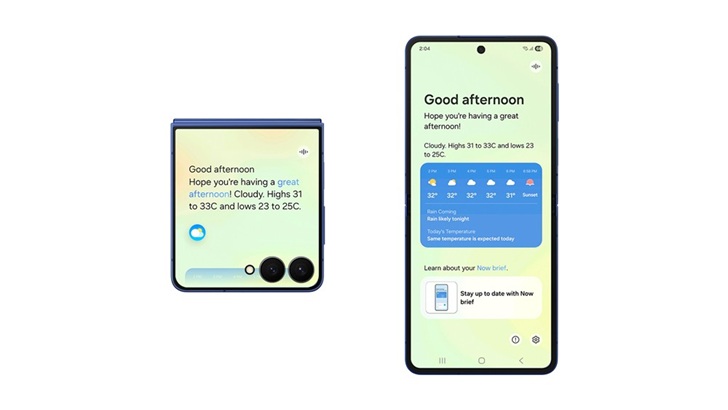 Good afternoon
Hope you're having a great
afternoon! Cloudy. Highs 31
to 33C and lows 23 to 25C.
2:04
Good afternoon
Hope you're having a great
afternoon!
Cloudy. Highs 31 to 33C and lows 23
to 25C.
32° 32° 32° 32° 31° Sunset
Rain Coming
Rain likely tonight
Today's Temperature
Same temperature is expected today
Learn about your Now brief.
Stay up to date with Now
brief